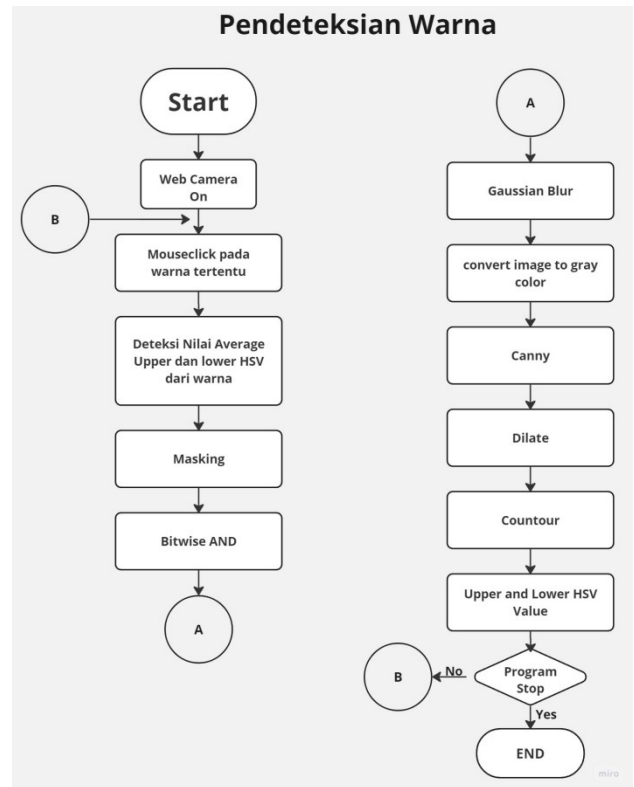 Pendeteksian Warna
Start
Web Camera
On
B
Mouseclick pada
warna tertentu
Deteksi Nilai Average
Upper dan lower HSV
dari warna
Masking
Bitwise AND
A
A
Gaussian Blur
convert image to gray
color
Canny
Dilate
Countour
Upper and Lower HSV
Value
Program
Stop
No
B
Yes
END
miro